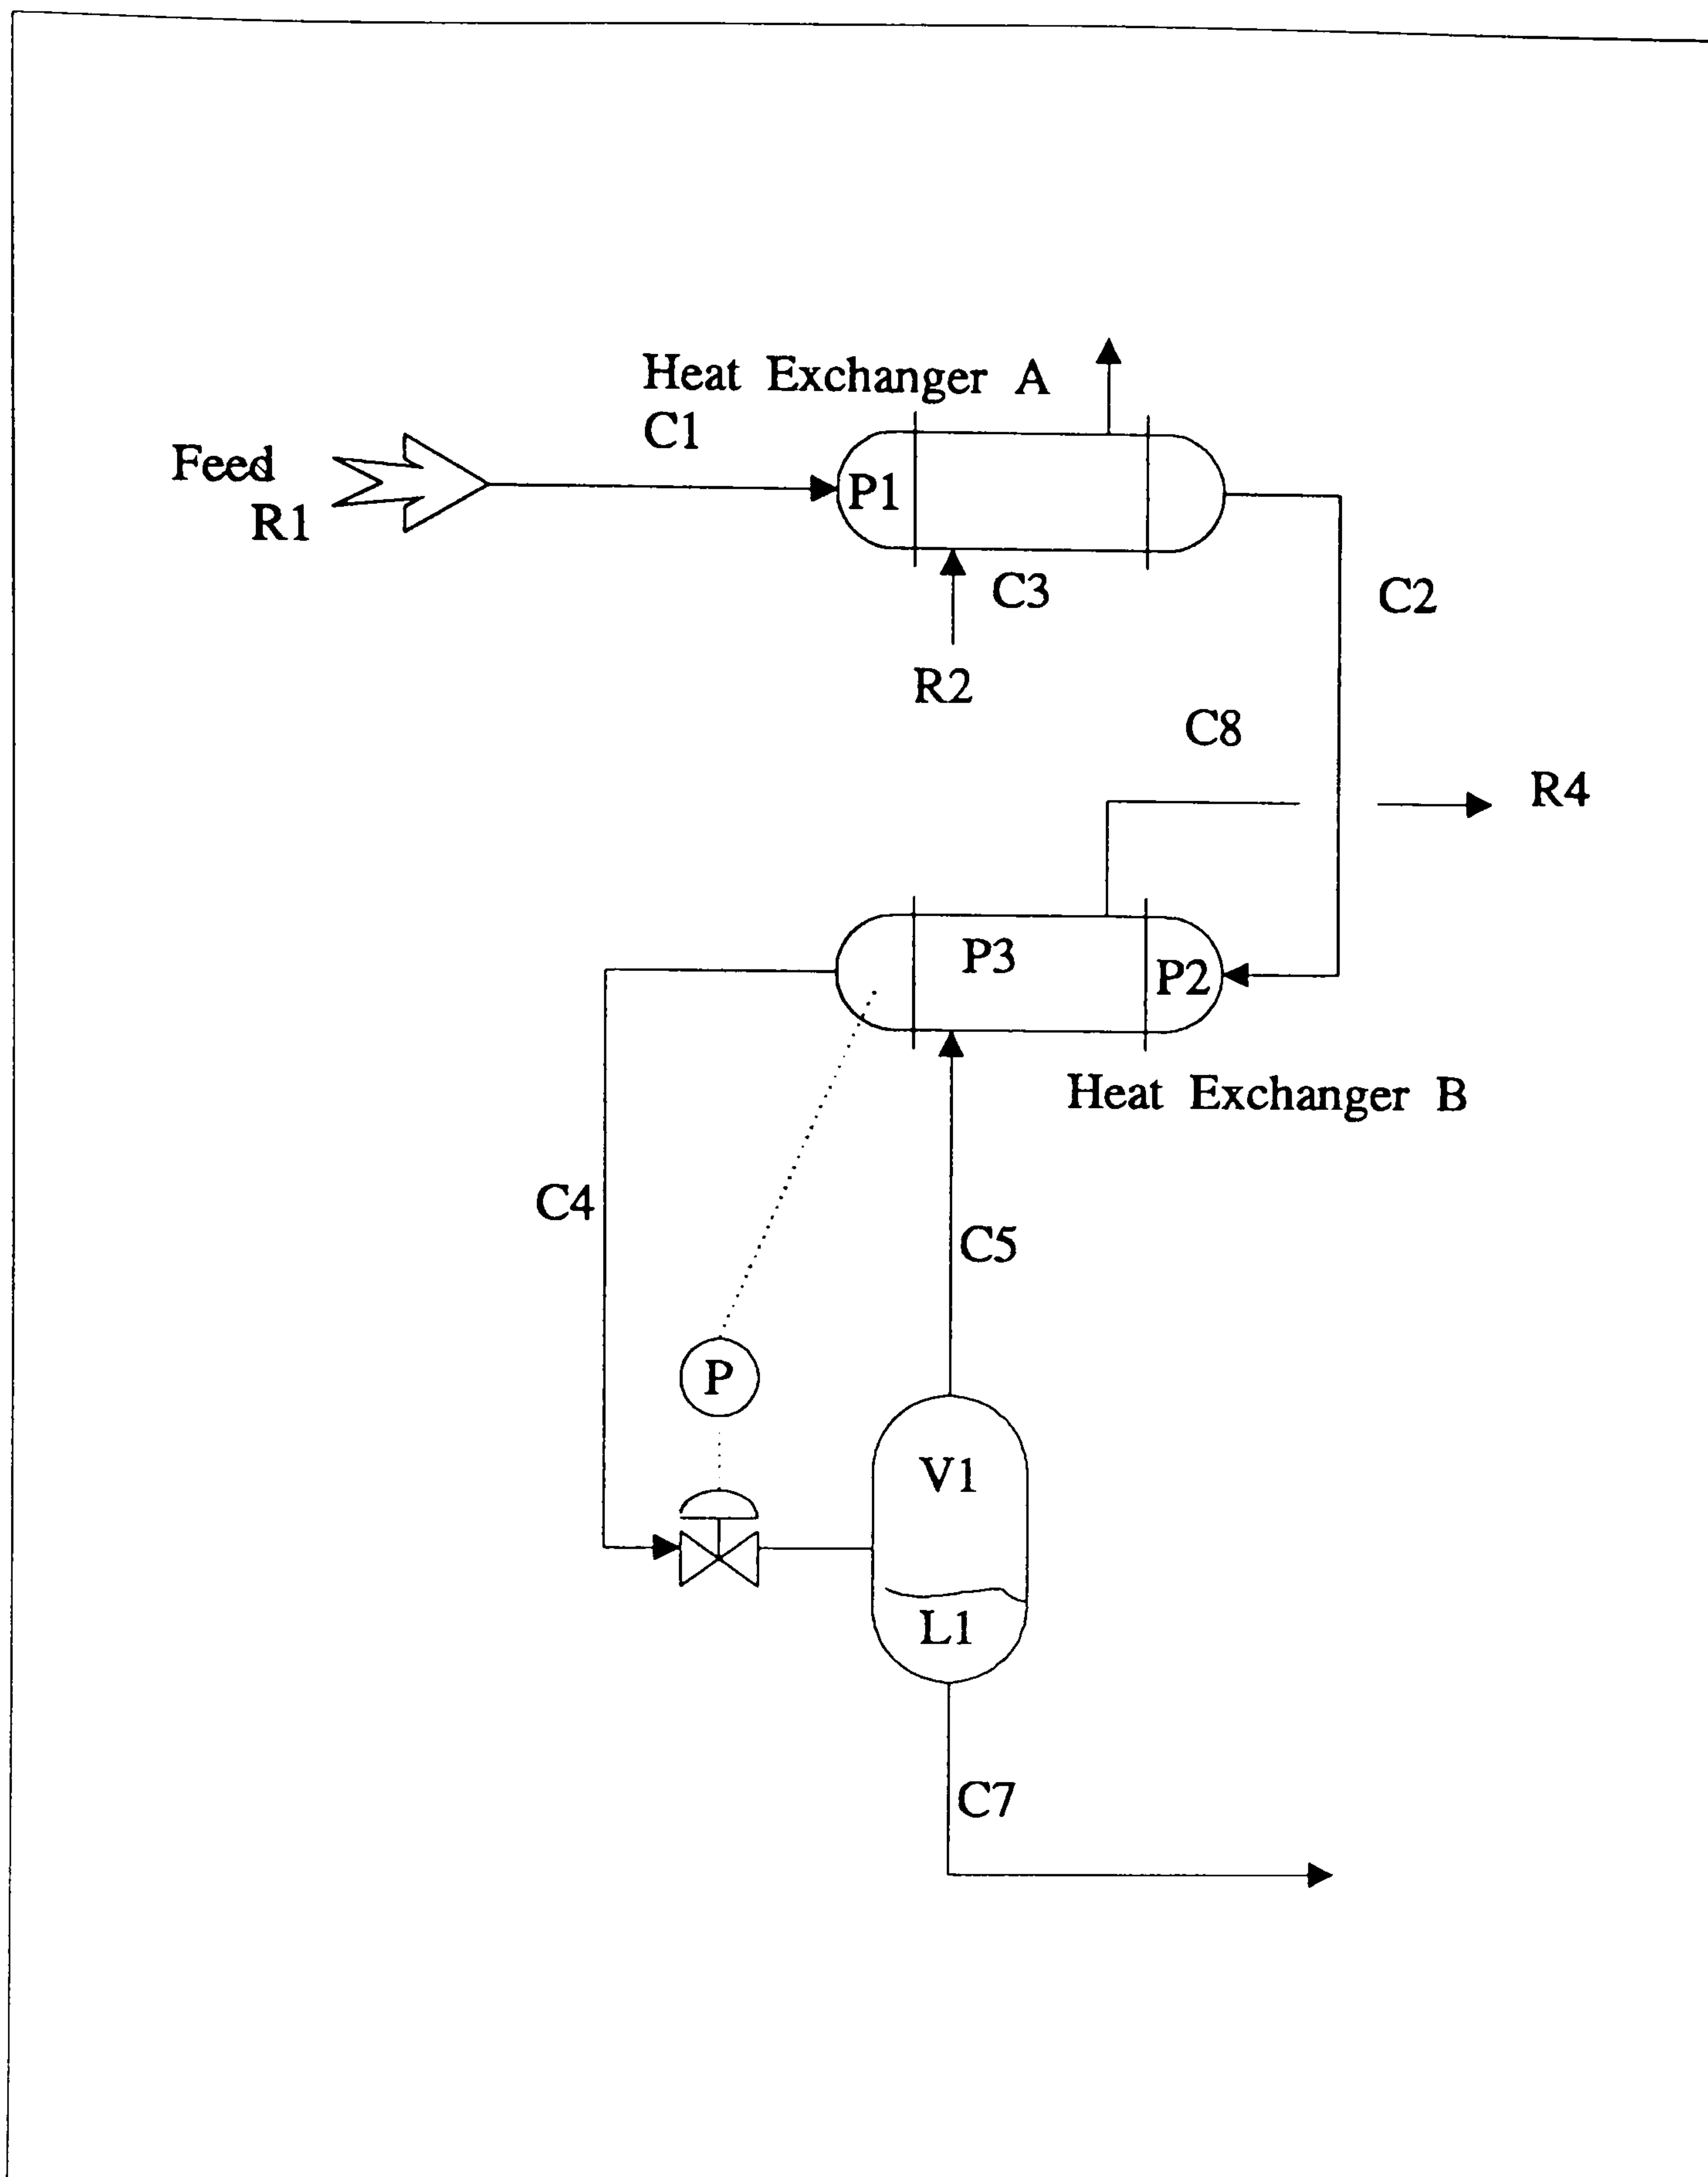 Heat Exchanger A
C1
Feed
R1
P1
C3
C2
R2
C8
R4
P3
P2
Heat Exchanger B
C4
C5
P
V1
L1
C7